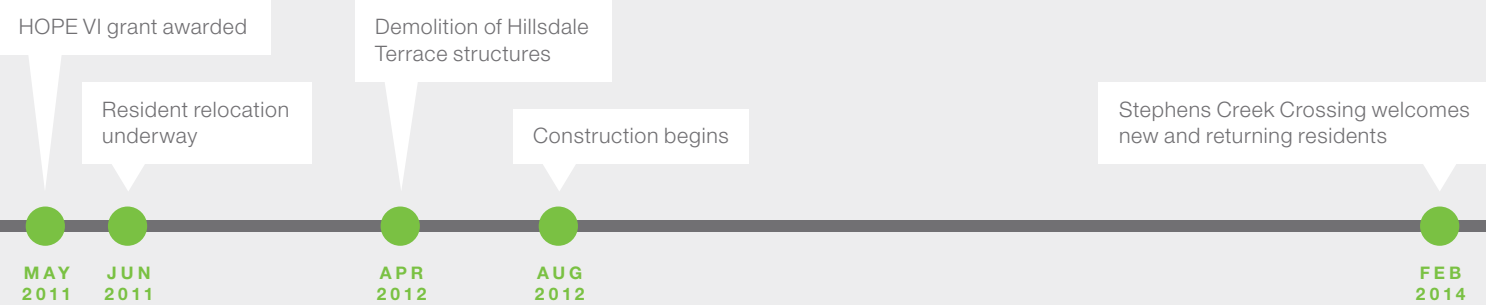 HOPE VI grant awarded
Resident relocation
underway
Demolition of Hillsdale
Terrace structures
Construction begins
Stephens Creek Crossing welcomes
new and returning residents
MAY
2011
JUN
2011
APR
2012
AUG
2012
FEB
2014